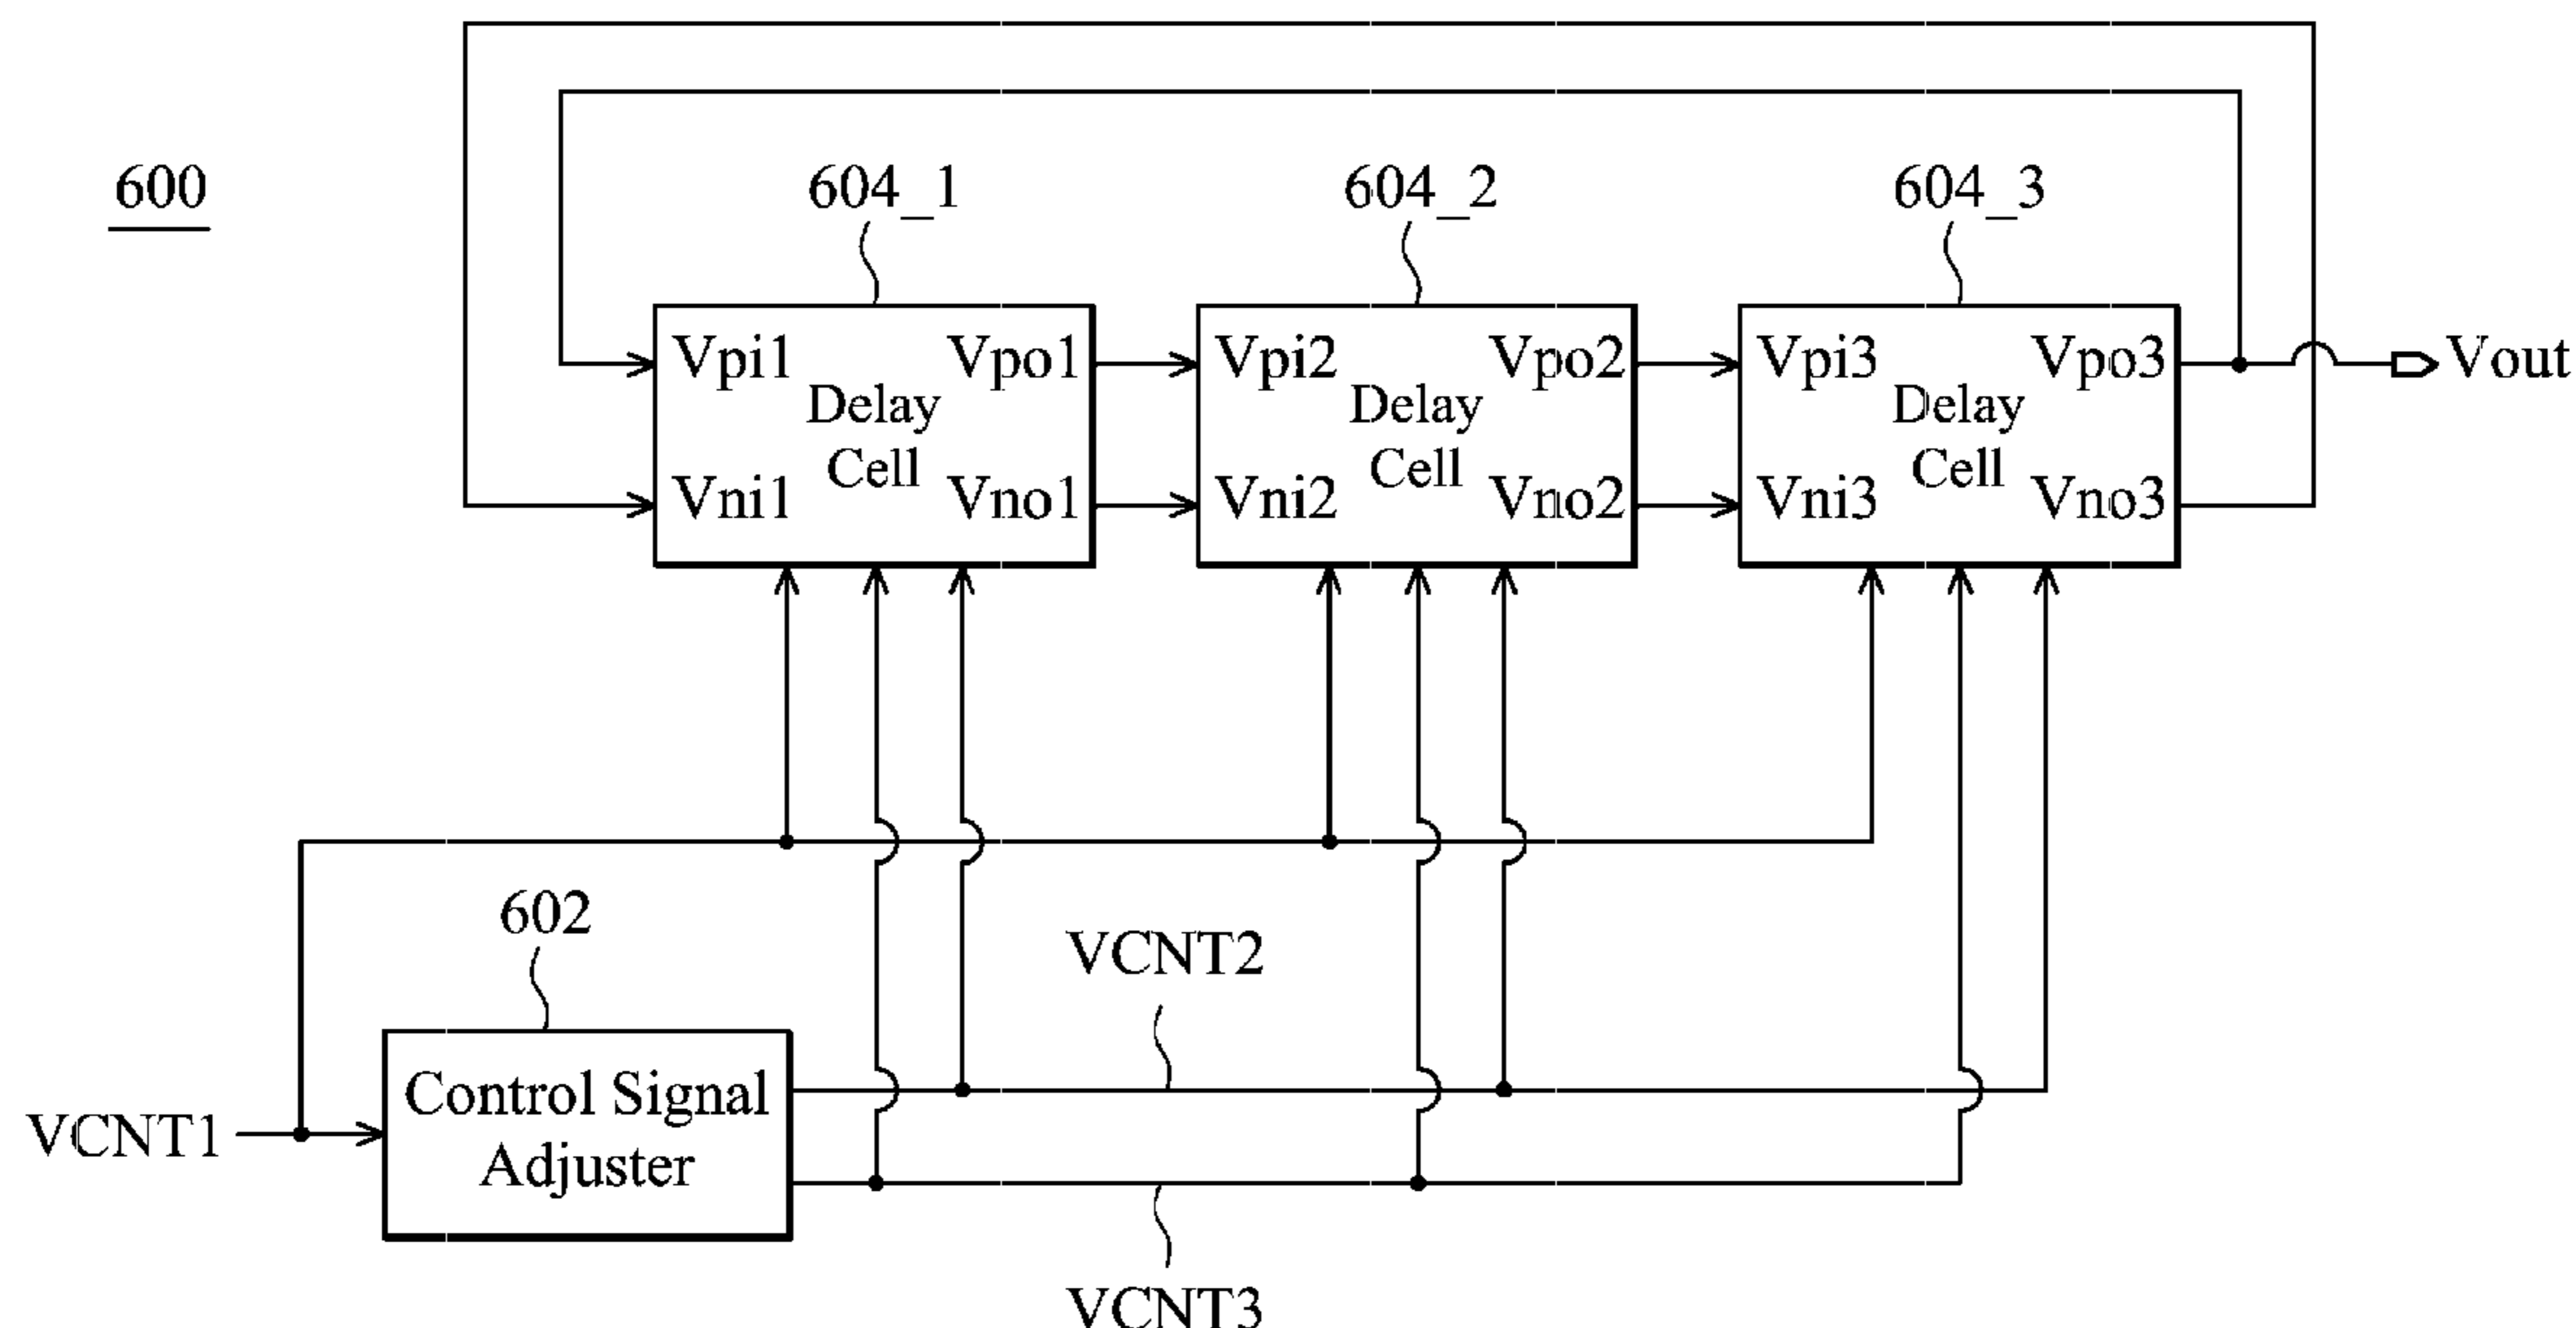 600
604_1
604_2
604_3
Vpi1
Vpo1
Delay
Cell
Vni1
Vno1
Vpi2
Vpo2
Delay
Cell
Vni2
Vno2
Vpi3
Vpo3
Delay
Cell
Vni3
Vno3
Vout
602
VCNT2
Control Signal
Adjuster
VCNT1
VCNT3